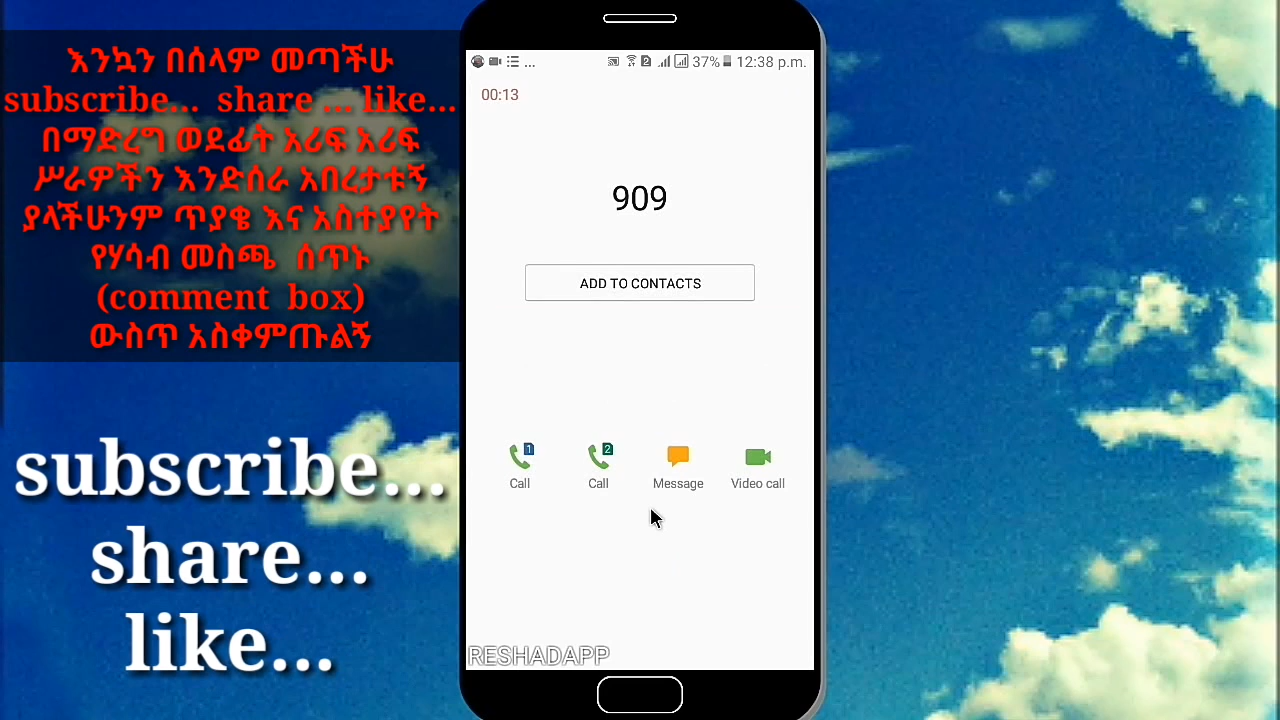 እንኳን በሰላም መጣችሁ
subscribe... share ... like...
በማድረግ ወደፊት አሪፍ አሪፍ
ሥራዎችን እንድሰራ አበረታቱኝ
ያላችሁንም ጥያቄ እና አስተያየት
የሃሳብ መስጫ ሰጥኑ
(comment box)
ውስጥ አስቀምጡልኝ
subscribe...
share...
like...
... 2 37% 12:38 p.m.
00:13
909
ADD TO CONTACTS
1 2
Call Call Message Video call
RESHADAPP